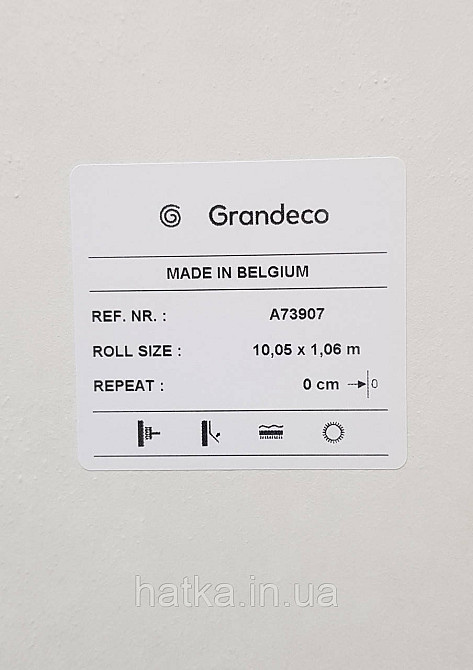 Grandeco
MADE IN BELGIUM
REF. NR. : A73907
ROLL SIZE : 10,05 x 1,06 m
REPEAT : 0 cm →|0
hatka.in.ua